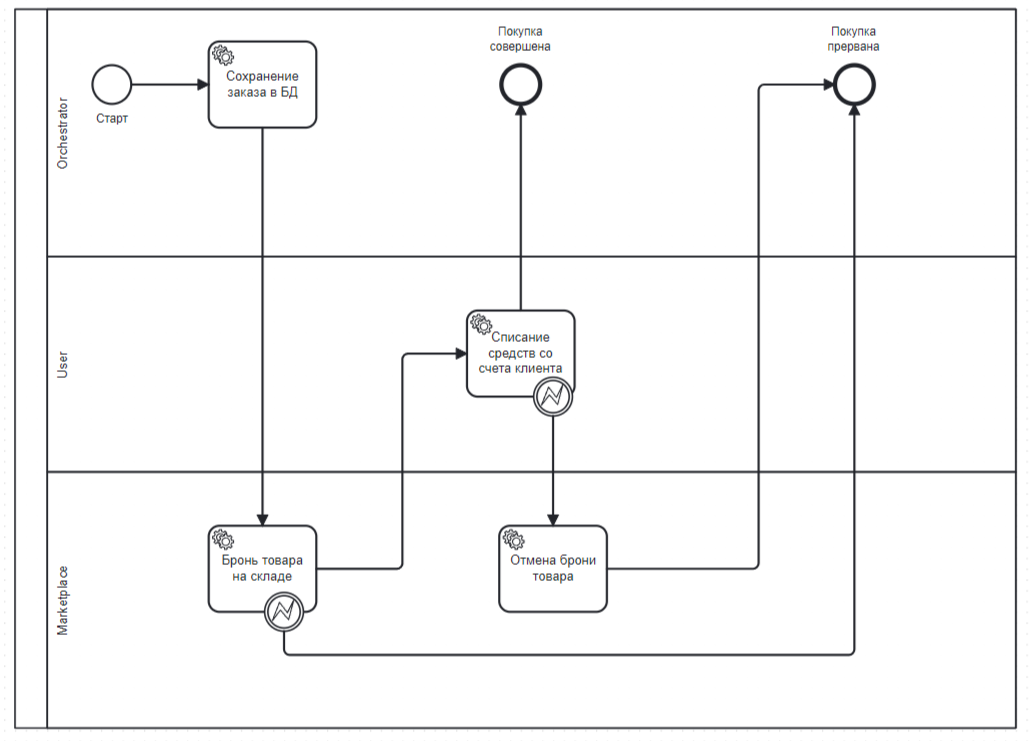 Покупка
совершена
Покупка
прервана
Сохранение
заказа в БД
Старт
Orchestrator
Списание
средств со
счета клиента
User
Бронь товара
на складе
Отмена брони
товара
Marketplace